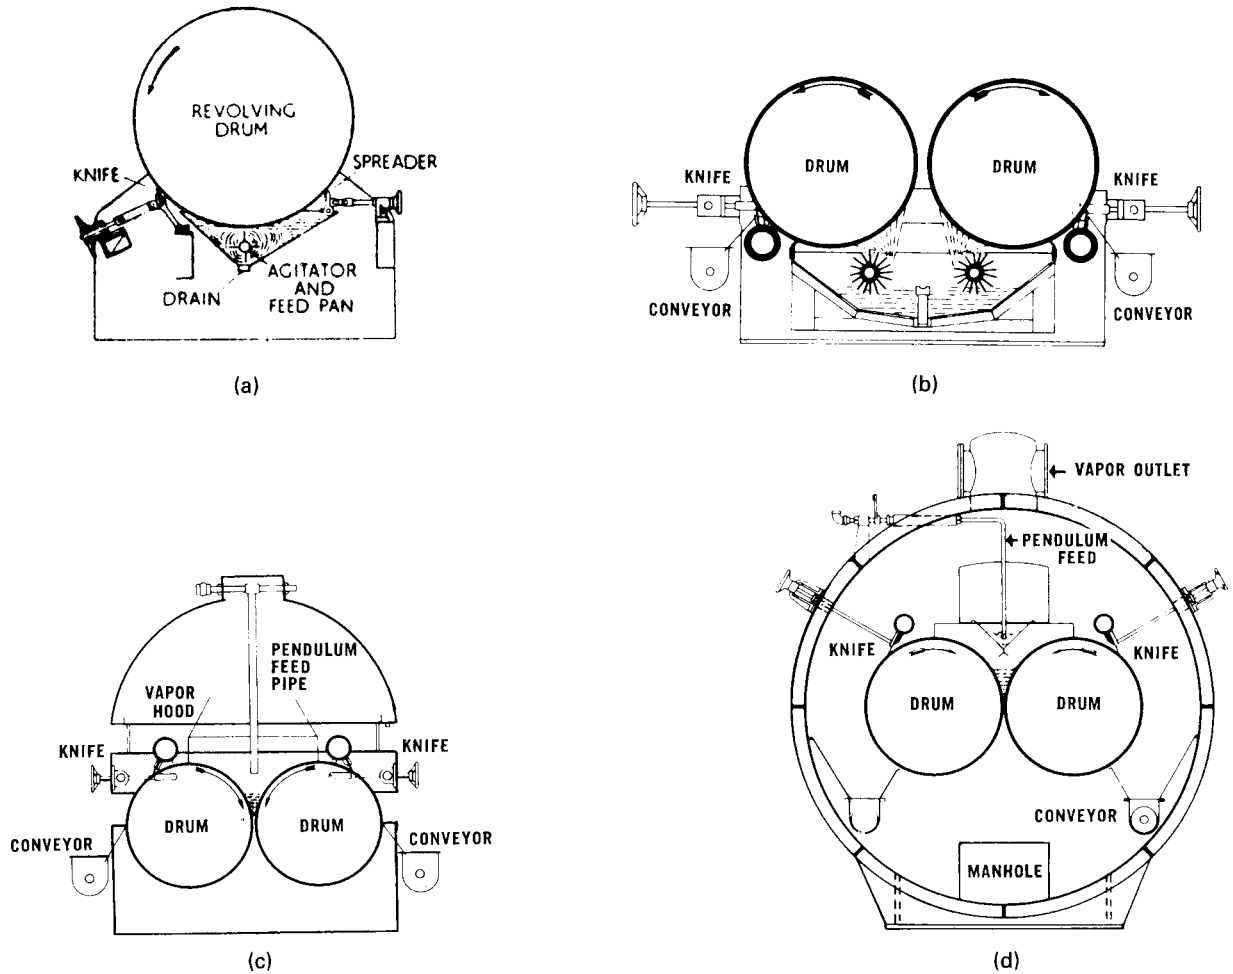 REVOLVING
DRUM
KNIFE
SPREADER
AGITATOR
AND
FEED PAN
DRAIN
(a)
DRUM
DRUM
KNIFE
KNIFE
CONVEYOR
CONVEYOR
(b)
PENDULUM
FEED
PIPE
VAPOR
HOOD
KNIFE
KNIFE
DRUM
DRUM
CONVEYOR
CONVEYOR
(c)
VAPOR OUTLET
PENDULUM
FEED
KNIFE
KNIFE
DRUM
DRUM
CONVEYOR
MANHOLE
(d)